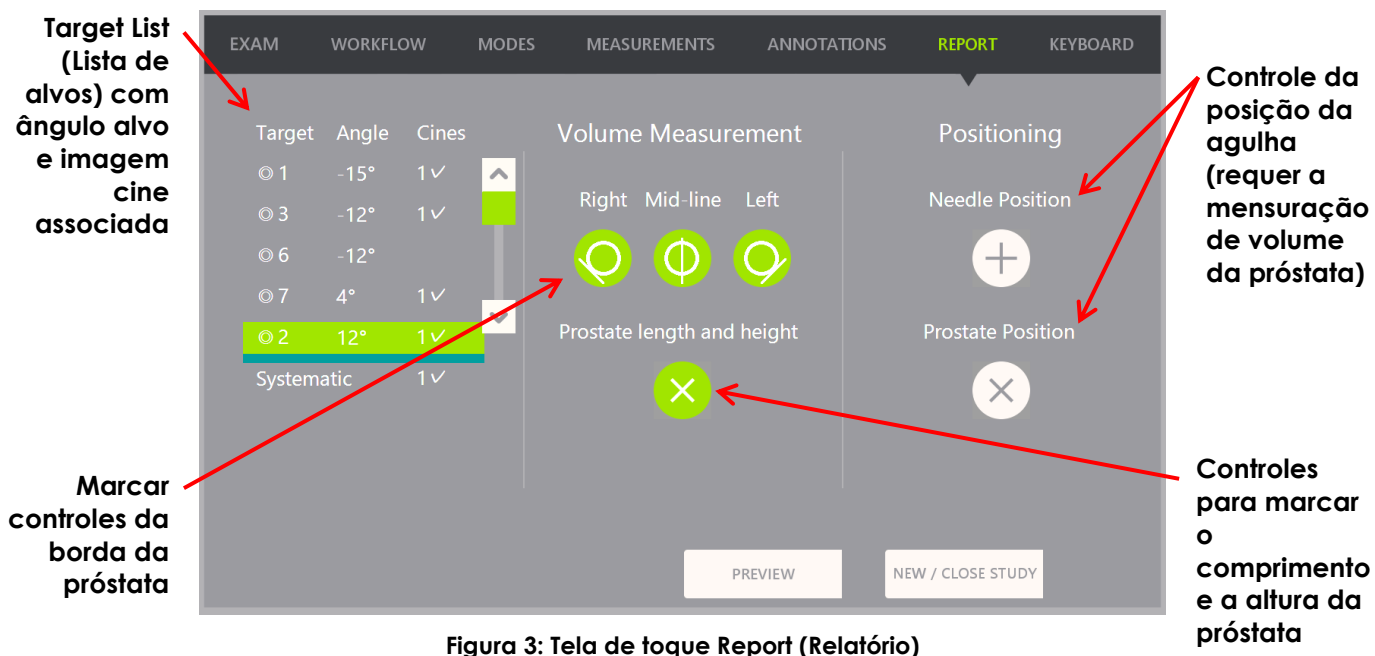 Target List
(Lista de
alvos) com
ângulo alvo
e imagem
cine
associada
EXAM WORKFLOW MODES MEASUREMENTS ANNOTATIONS REPORT KEYBOARD
Target Angle Cines
◎ 1 -15° 1✓
◎ 3 -12° 1✓
◎ 6 -12°
◎ 7 4° 1✓
◎ 2 12° 1✓
Systematic 1✓
Volume Measurement
Right Mid-line Left
Prostate length and height
Positioning
Needle Position
Prostate Position
PREVIEW
NEW / CLOSE STUDY
Controle da
posição da
agulha
(requer a
mensuração
de volume
da próstata)
Marcar
controles da
borda da
próstata
Controles
para marcar
o
comprimento
e a altura da
próstata
Figura 3: Tela de toque Report (Relatório)